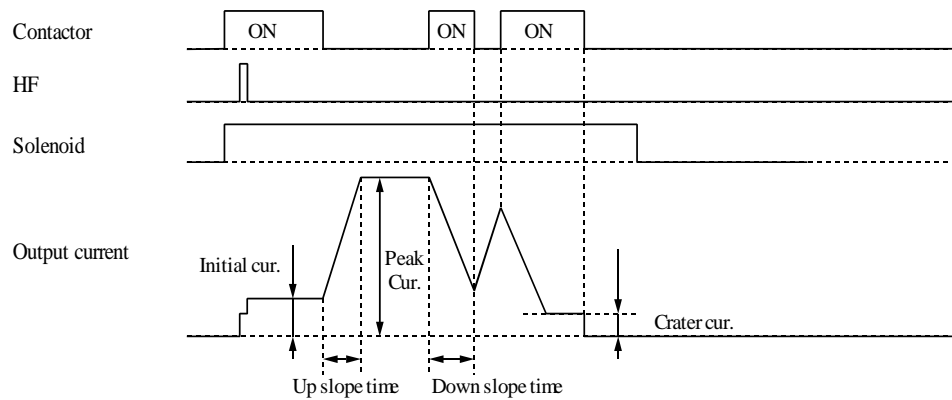 Contactor
ON
ON
ON
HF
Solenoid
Output current
Initial cur.
Peak
Cur.
Crater cur.
Up slope time
Down slope time